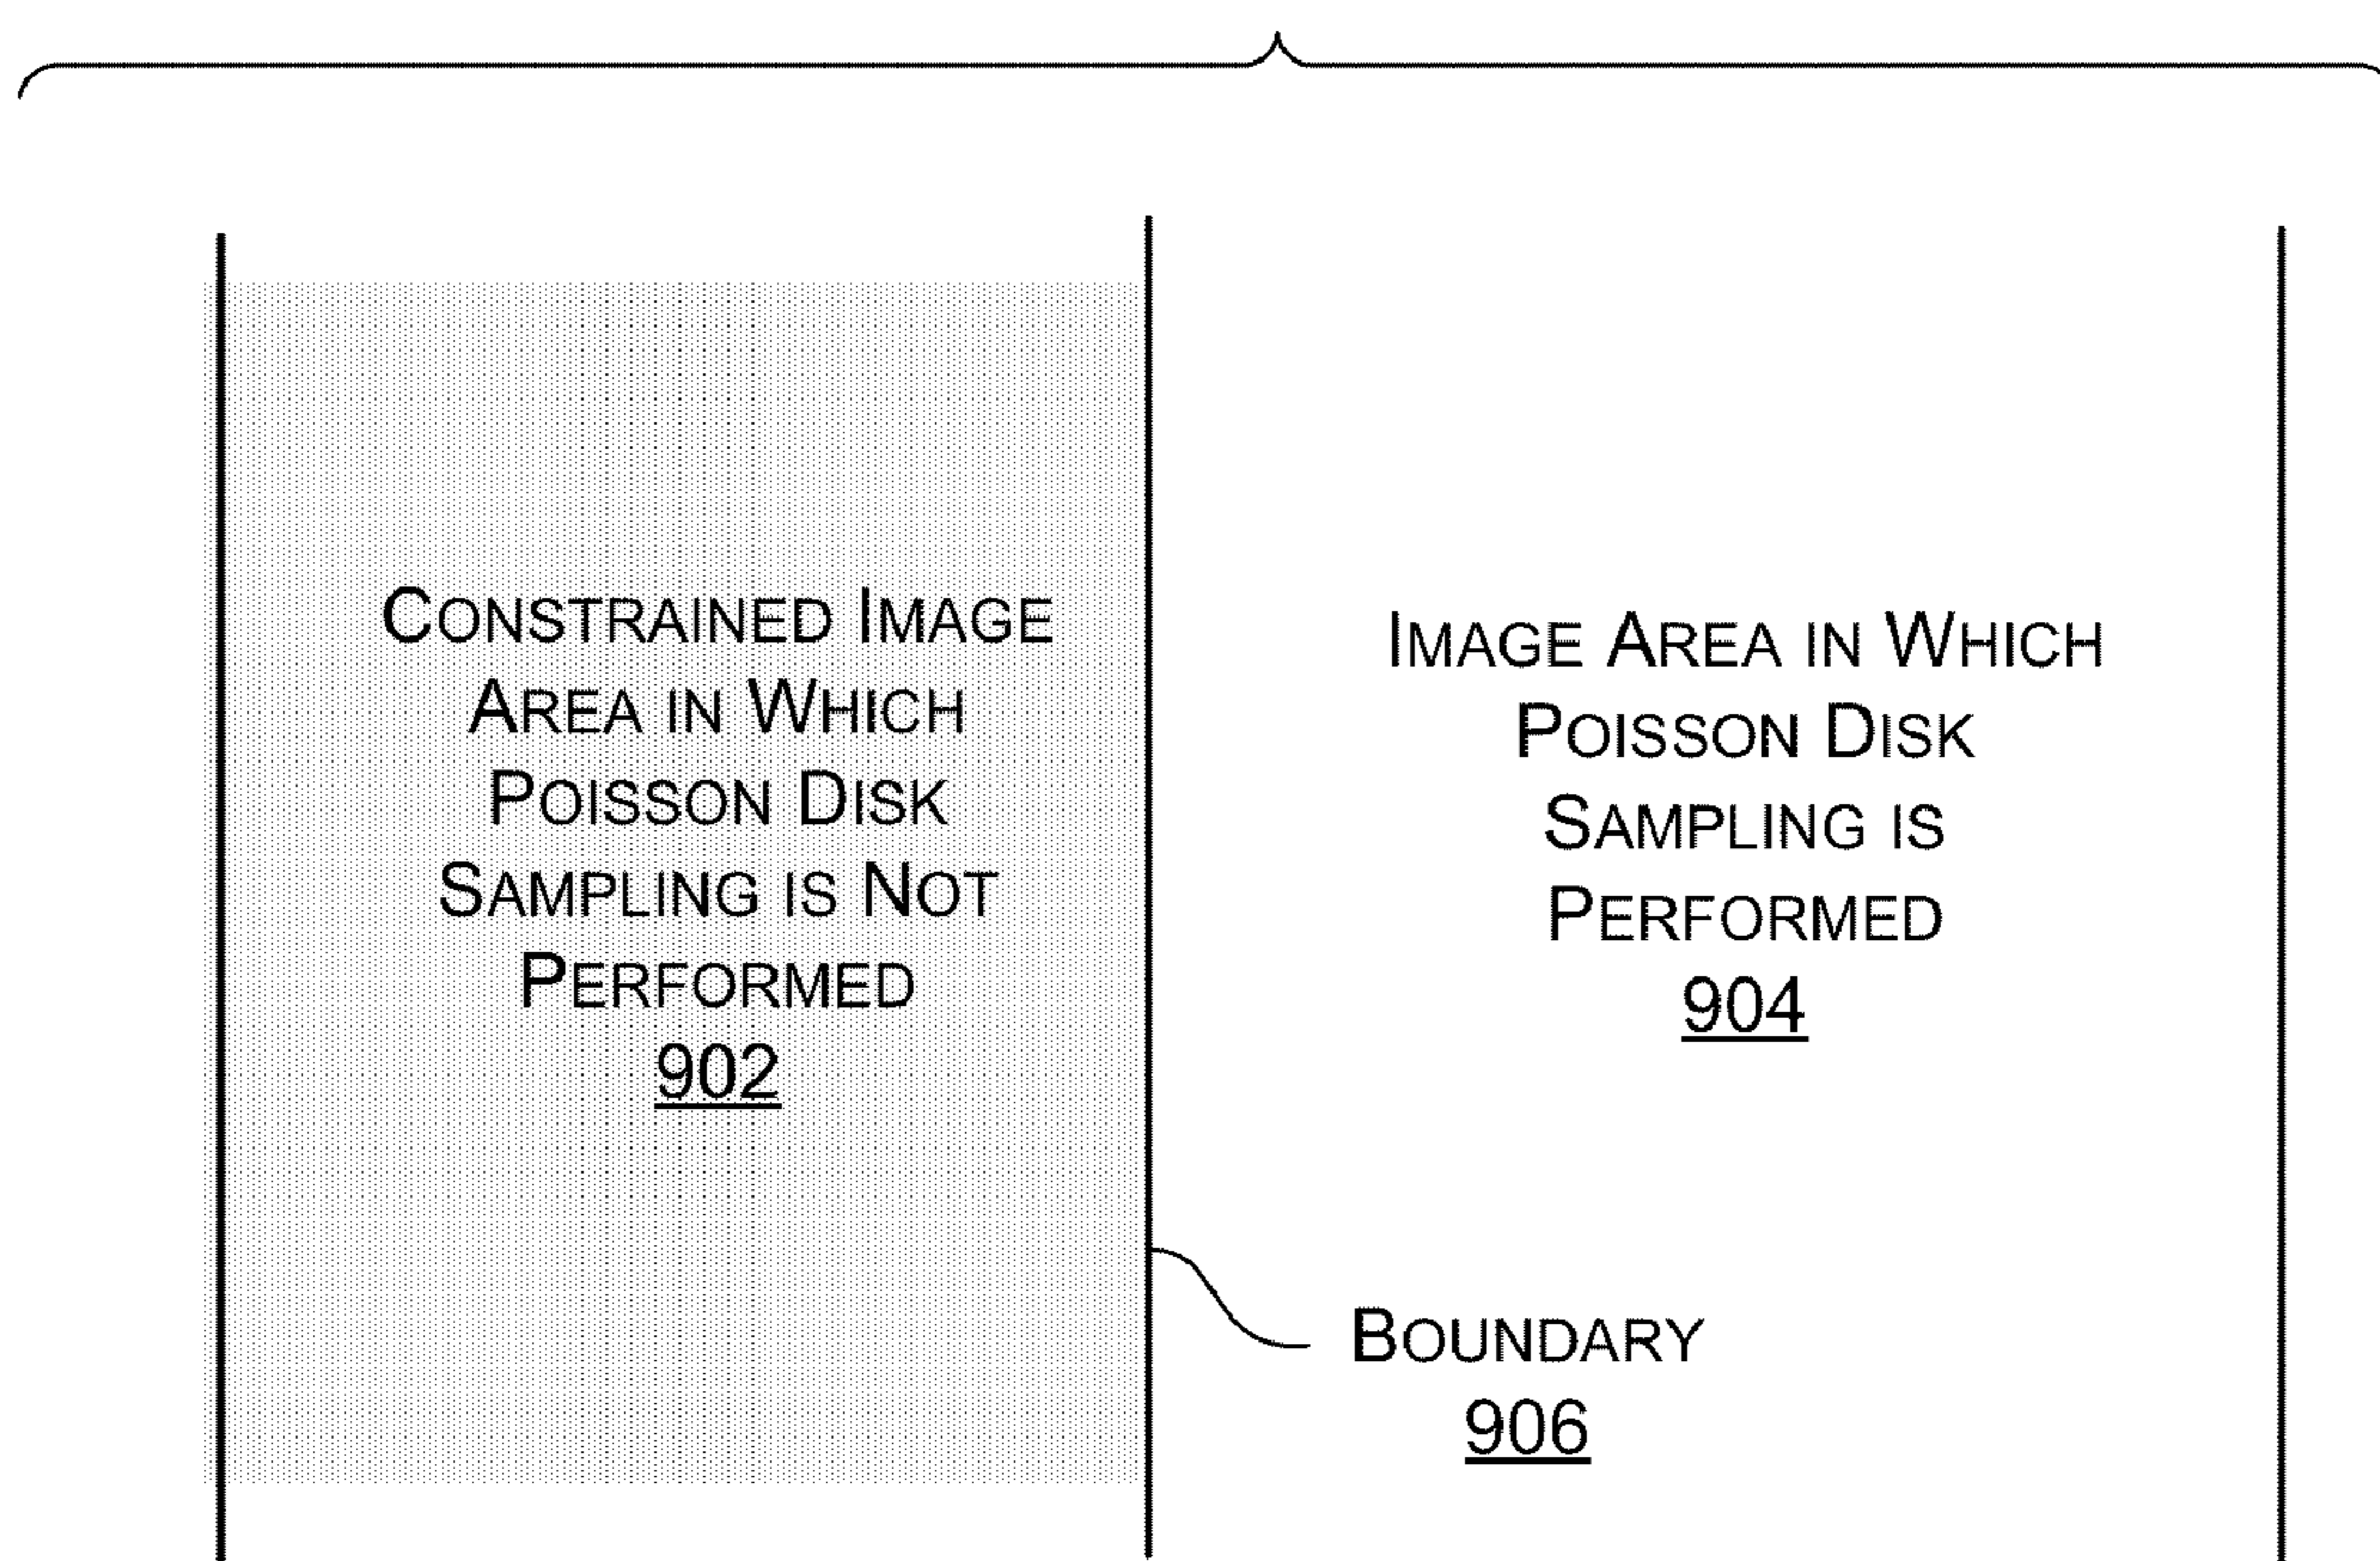 CONSTRAINED IMAGE
AREA IN WHICH
POISSON DISK
SAMPLING IS NOT
PERFORMED
902
IMAGE AREA IN WHICH
POISSON DISK
SAMPLING IS
PERFORMED
904
BOUNDARY
906